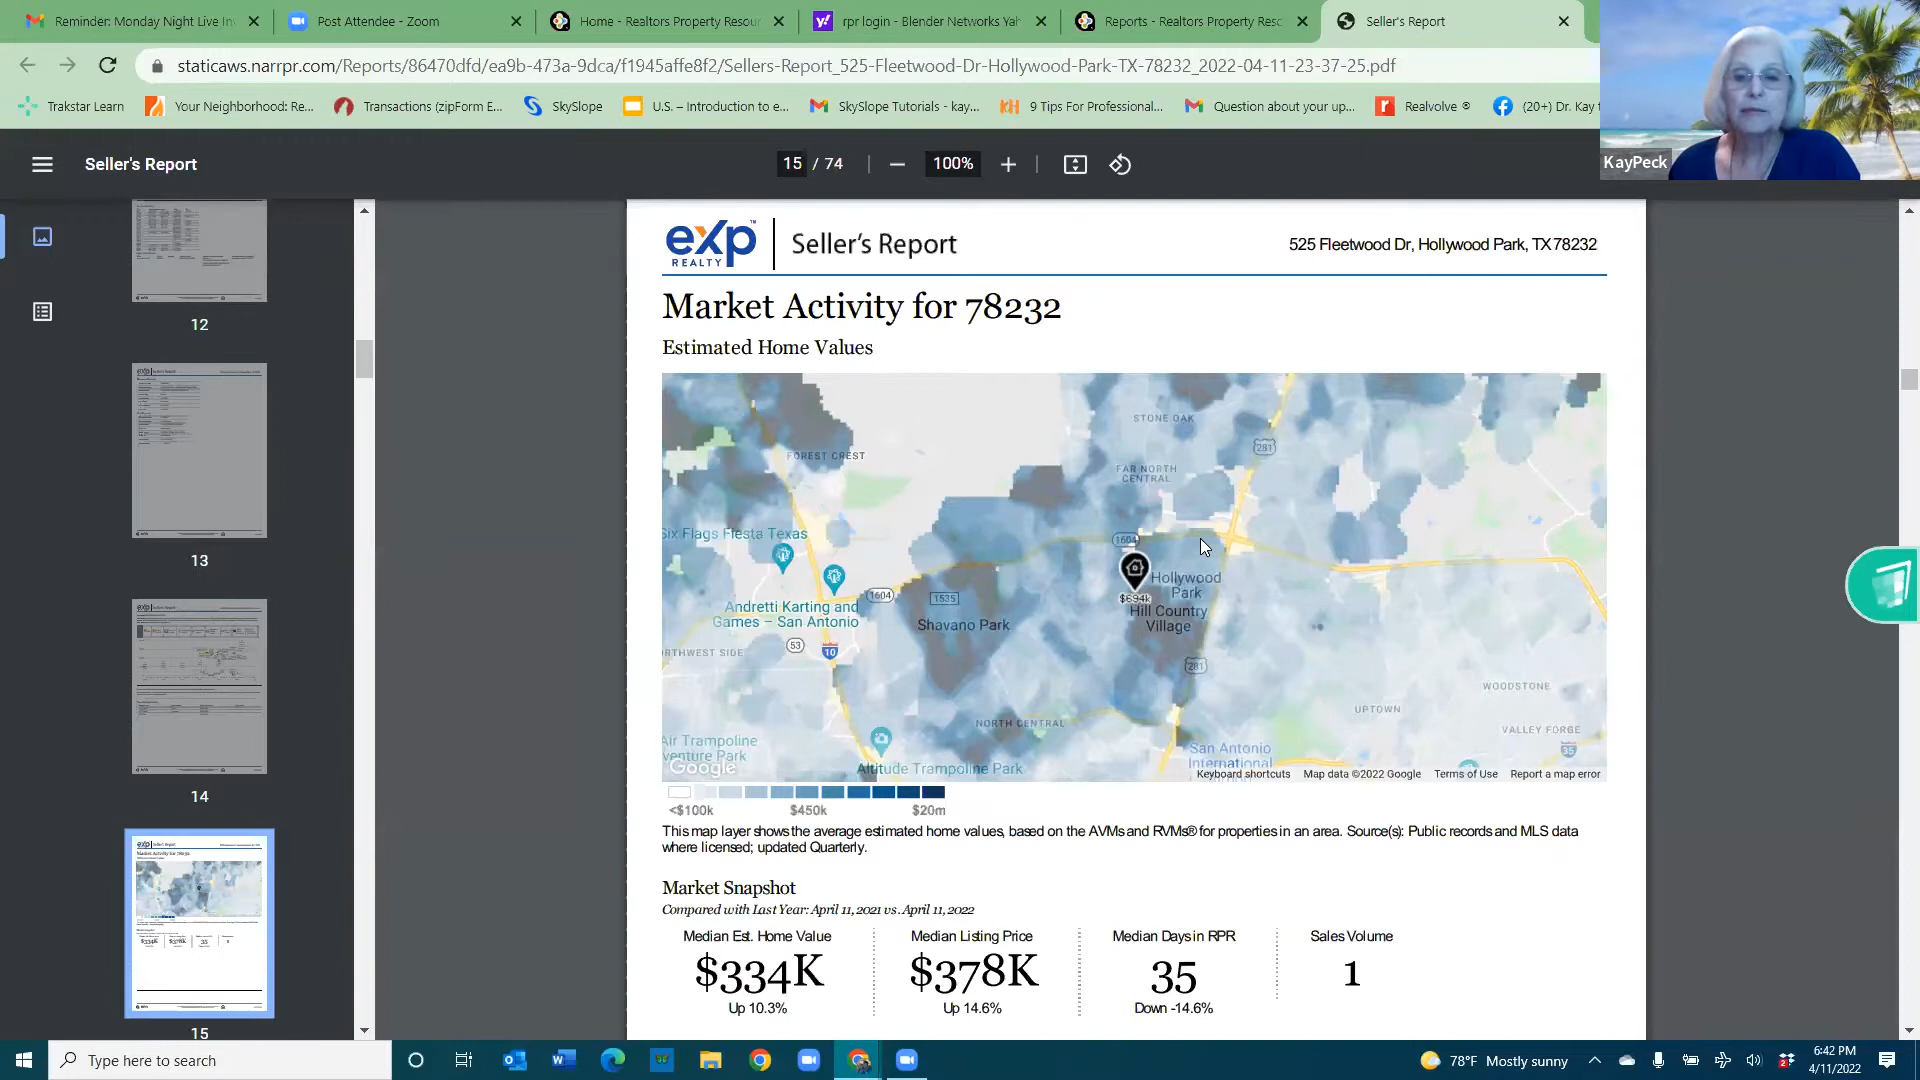 Reminder: Monday Night Live In
Post Attendee - Zoom
Home - Realtors Property Resour
rpr login - Blender Networks Yah
Reports - Realtors Property Reso
Seller's Report
staticaws.narrpr.com/Reports/86470dfd/ea9b-473a-9dca/f1945affe8f2/Sellers-Report_525-Fleetwood-Dr-Hollywood-Park-TX-78232_2022-04-11-23-37-25.pdf
Trakstar Learn
Your Neighborhood: Re...
Transactions (zipForm E...
SkySlope
U.S. – Introduction to e...
SkySlope Tutorials - kay...
9 Tips For Professional...
Question about your up...
Realvolve ®
(20+) Dr. Kay
KayPeck
Seller's Report
15 / 74
100%
12
13
14
15
eXp REALTY
Seller's Report
525 Fleetwood Dr, Hollywood Park, TX 78232
Market Activity for 78232
Estimated Home Values
STONE OAK
281
FOREST CREST
FAR NORTH
CENTRAL
Six Flags Fiesta Texas
1604
Hollywood
Park
$694k
Hill Country
Village
1604
1535
Andretti Karting and
Games – San Antonio
Shavano Park
53
10
RTHWEST SIDE
281
WOODSTONE
UPTOWN
NORTH CENTRAL
VALLEY FORGE
35
Air Trampoline
venture Park
San Antonio
International
Altitude Trampoline Park
Google
Keyboard shortcuts
Map data ©2022 Google
Terms of Use
Report a map error
<$100k
$450k
$20m
This map layer shows the average estimated home values, based on the AVMs and RVMs® for properties in an area. Source(s): Public records and MLS data
where licensed; updated Quarterly.
Market Snapshot
Compared with Last Year: April 11, 2021 vs. April 11, 2022
Median Est. Home Value
$334K
Up 10.3%
Median Listing Price
$378K
Up 14.6%
Median Days in RPR
35
Down -14.6%
Sales Volume
1
Type here to search
78°F Mostly sunny
6:42 PM
4/11/2022